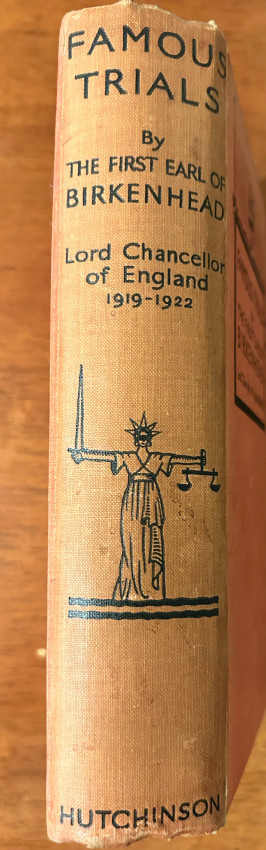 FAMOUS
TRIALS
By
THE FIRST EARL OF
BIRKENHEAD
Lord Chancellor
of England
1919-1922
HUTCHINSON